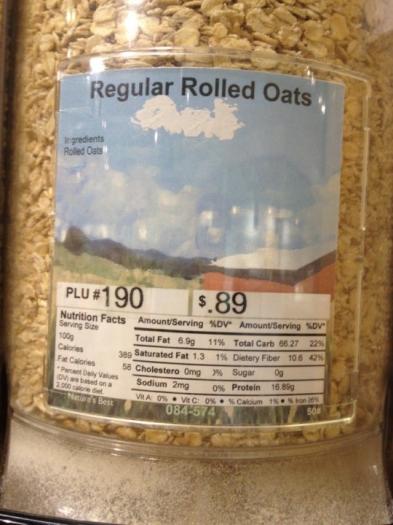 Regular Rolled Oats
Ingredients
Rolled Oats
PLU # 190
$.89
Nutrition Facts
Serving Size
100g
Calories 389
Fat Calories 58
* Percent Daily Values
(DV) are based on a
2,000 calorie diet
Amount/Serving %DV* Amount/Serving %DV*
Total Fat 6.9g 11% Total Carb 66.27 22%
Saturated Fat 1.3 1% Dietery Fiber 10.6 42%
Cholestero 0mg )% Sugar 0g
Sodium 2mg 0% Protein 16.89g
Vit A: 0% • Vit C: 0% • % Calcium 1% • % Iron 26%
Nature's Best
084-574
50#